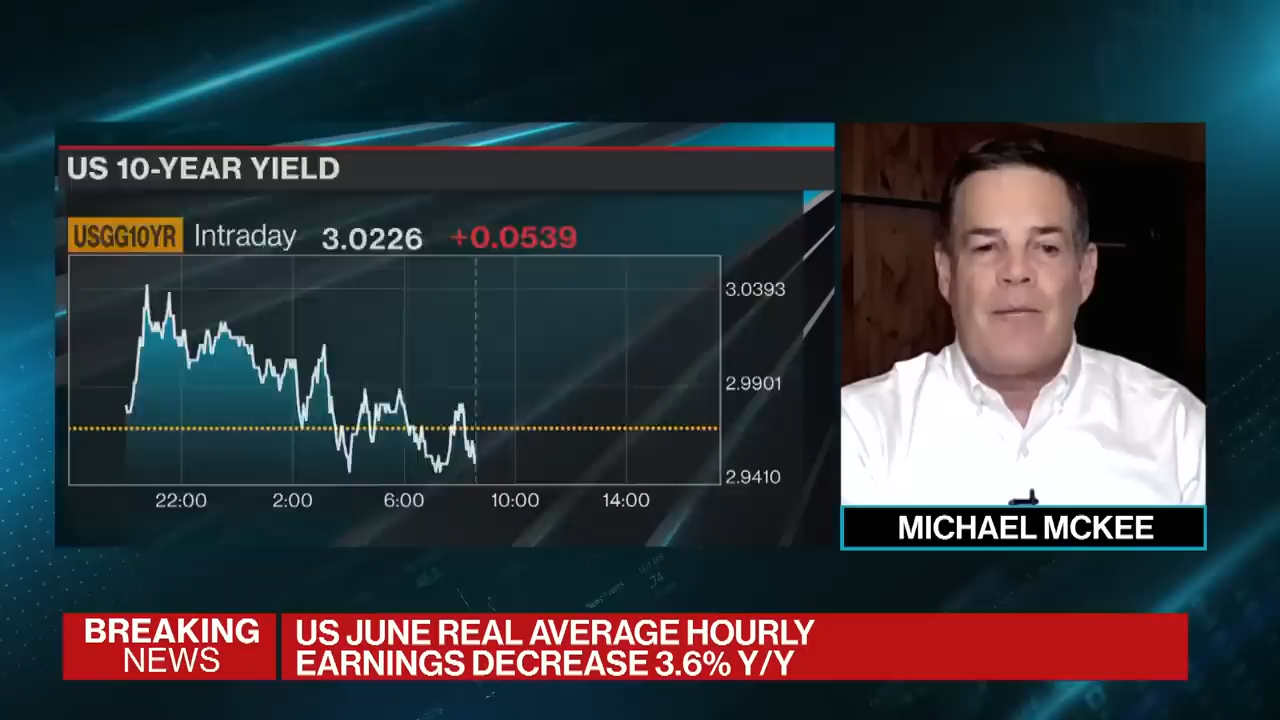 US 10-YEAR YIELD
USGG10YR Intraday 3.0226 +0.0539
3.0393
2.9901
2.9410
22:00 2:00 6:00 10:00 14:00
MICHAEL MCKEE
BREAKING
NEWS
US JUNE REAL AVERAGE HOURLY
EARNINGS DECREASE 3.6% Y/Y